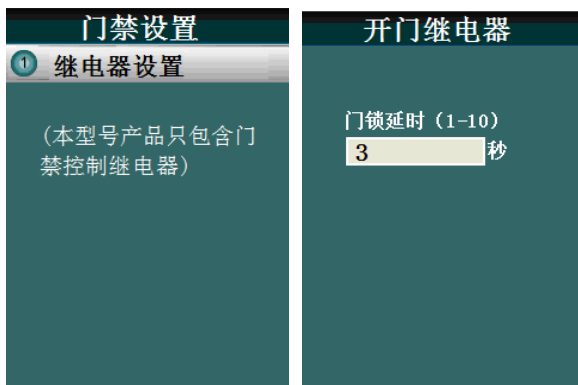 门禁设置
1 继电器设置
(本型号产品只包含门
禁控制继电器)
开门继电器
门锁延时（1-10）
3 秒